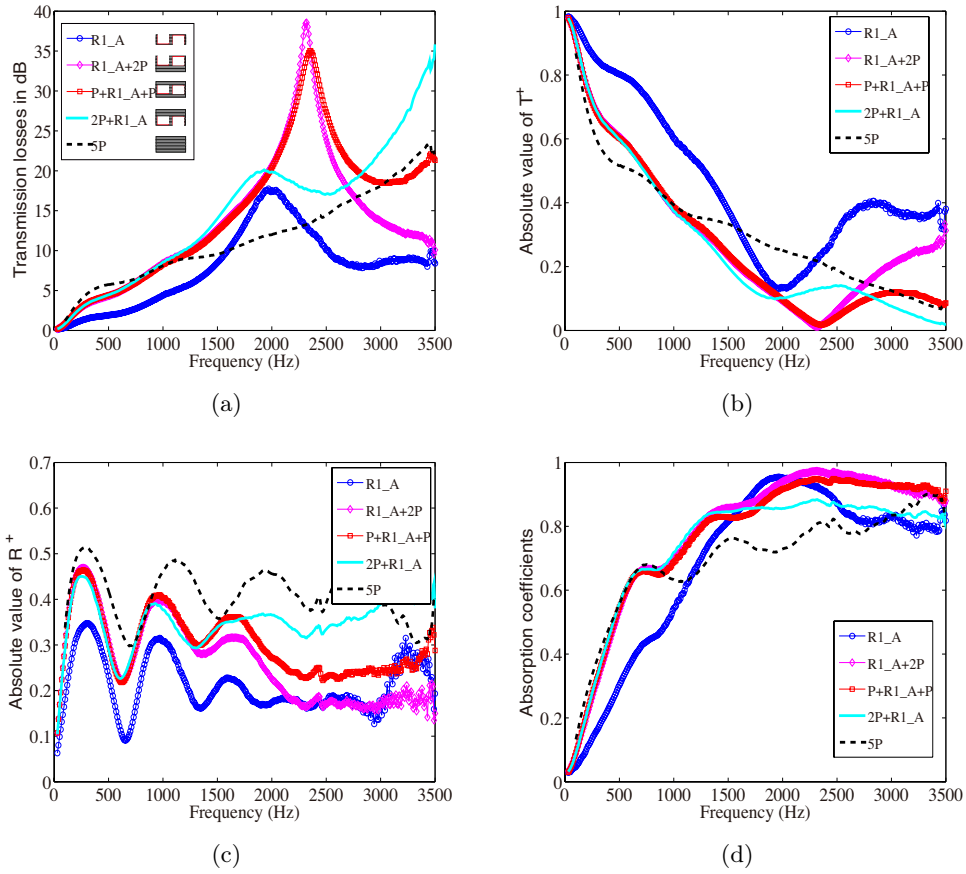 40
35
30
25
20
15
10
5
0
Transmission losses in dB
R1_A
R1_A+2P
P+R1_A+P
2P+R1_A
5P
0 500 1000 1500 2000 2500 3000 3500
Frequency (Hz)
(a)
1
0.8
0.6
0.4
0.2
0
Absolute value of T+
R1_A
R1_A+2P
P+R1_A+P
2P+R1_A
5P
0 500 1000 1500 2000 2500 3000 3500
Frequency (Hz)
(b)
0.7
0.6
0.5
0.4
0.3
0.2
0.1
0
Absolute value of R+
R1_A
R1_A+2P
P+R1_A+P
2P+R1_A
5P
0 500 1000 1500 2000 2500 3000 3500
Frequency (Hz)
(c)
1
0.8
0.6
0.4
0.2
0
Absorption coefficients
R1_A
R1_A+2P
P+R1_A+P
2P+R1_A
5P
0 500 1000 1500 2000 2500 3000 3500
Frequency (Hz)
(d)